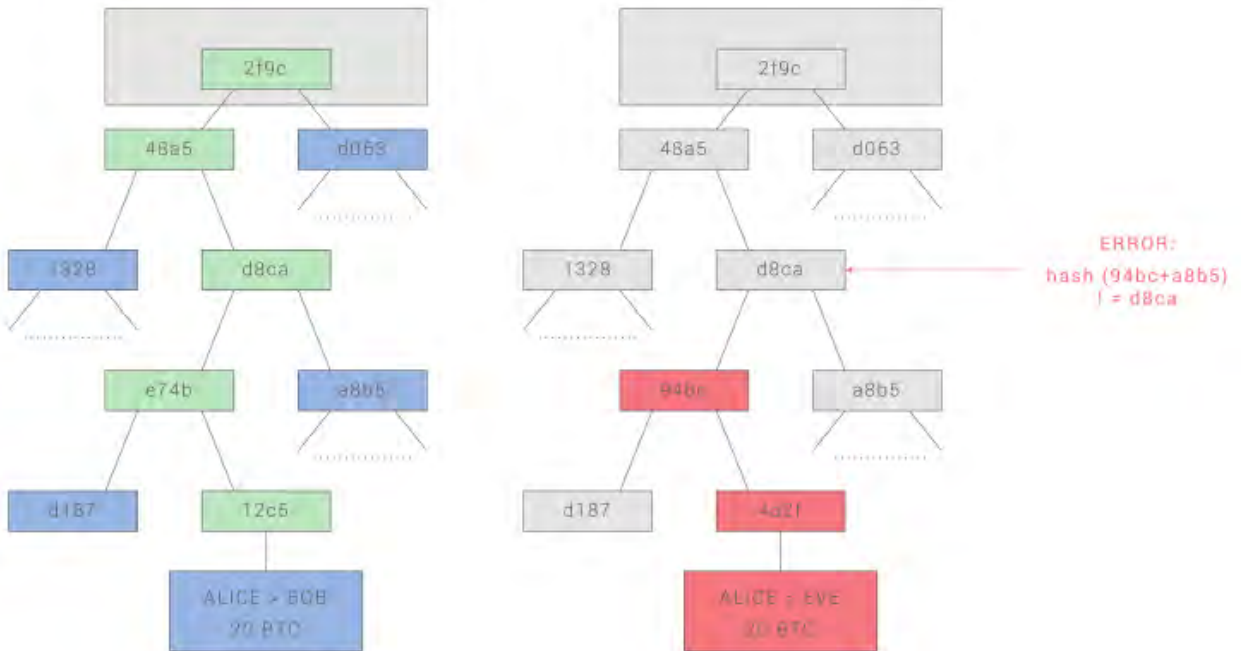 2f9c 2f9c
48a5 d063 48a5 d063
1328 d8ca 1328 d8ca
ERROR:
hash (94bc+a8b5)
! = d8ca
e74b a8b5 94bc a8b5
d187 12c5 d187
ALICE > BOB ALICE > EVE
20 BTC 20 BTC